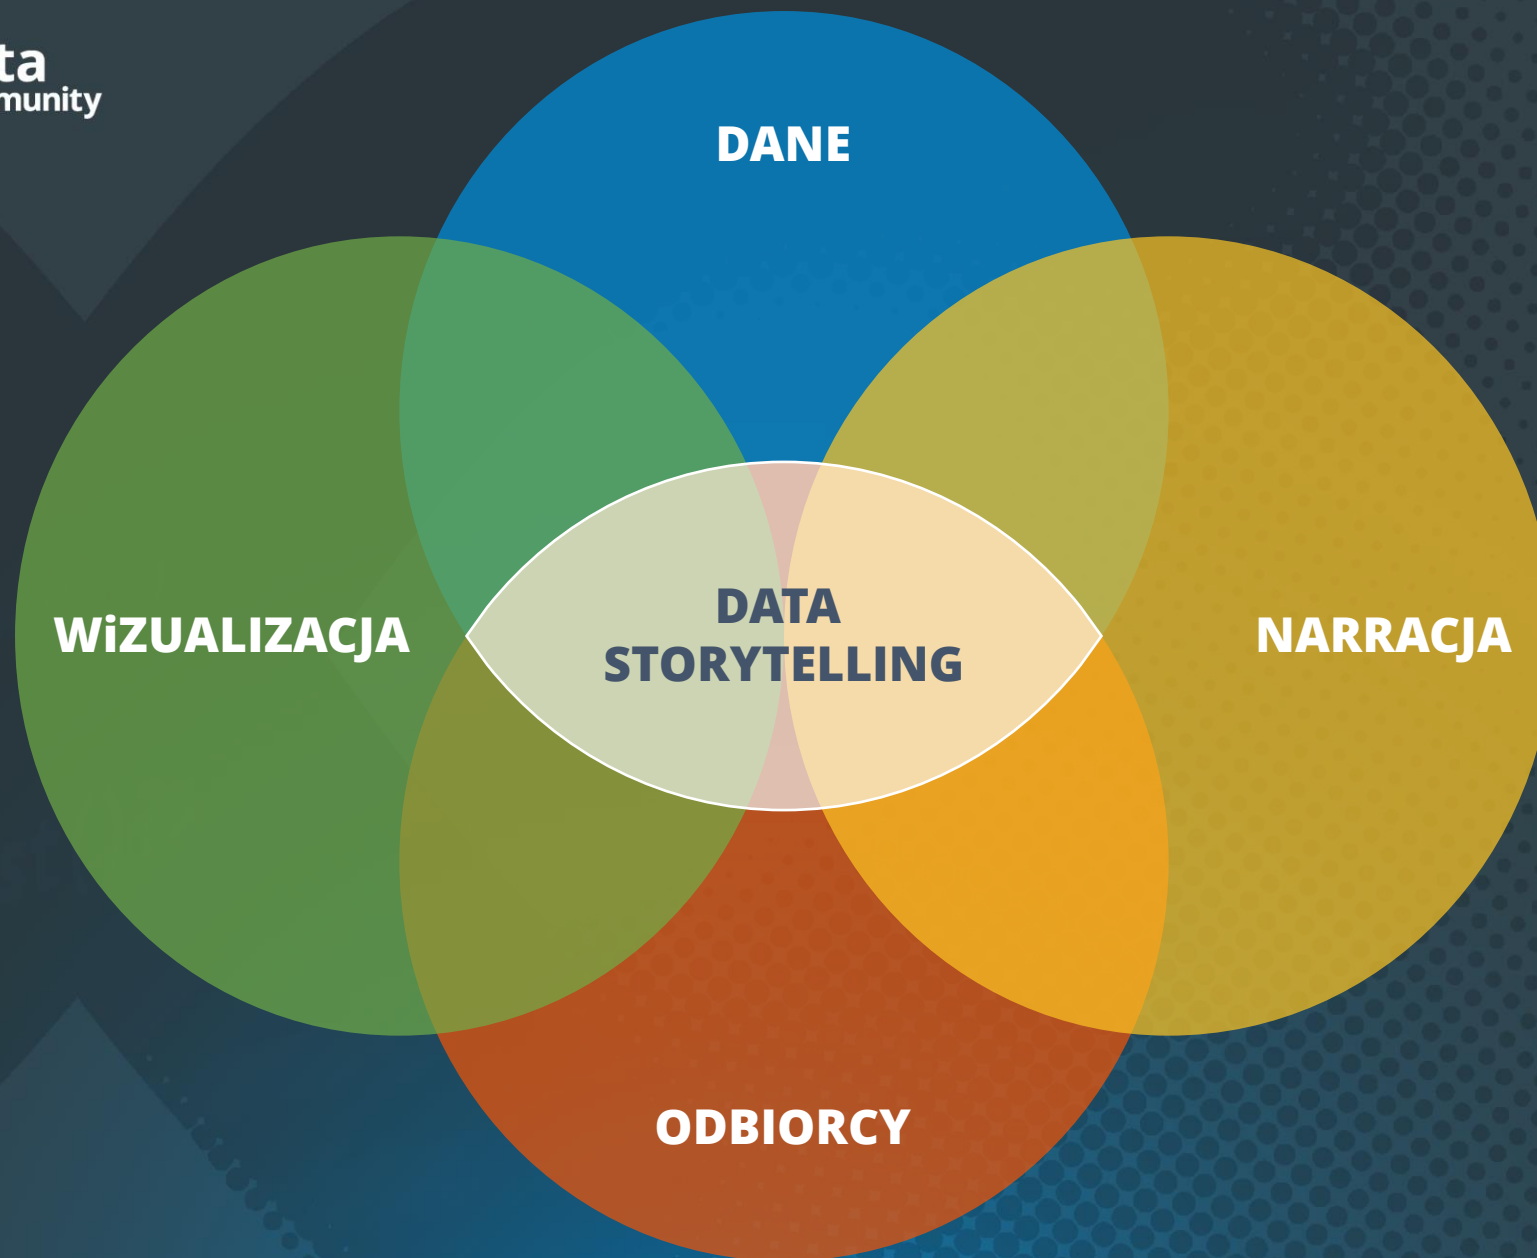 ta
munity
DANE
WiZUALIZACJA
DATA
STORYTELLING
NARRACJA
ODBIORCY